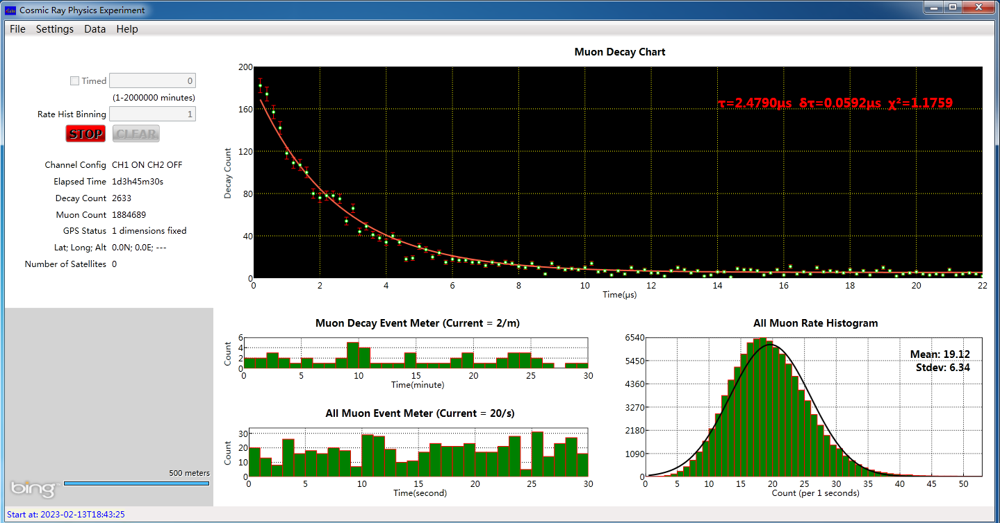 Cosmic Ray Physics Experiment
File Settings Data Help
Timed 0
(1-2000000 minutes)
Rate Hist Binning 1
STOP CLEAR
Channel Config CH1 ON CH2 OFF
Elapsed Time 1d3h45m30s
Decay Count 2633
Muon Count 1884689
GPS Status 1 dimensions fixed
Lat; Long; Alt 0.0N; 0.0E; ---
Number of Satellites 0
500 meters
bing
Muon Decay Chart
τ=2.4790μs δτ=0.0592μs χ²=1.1759
Decay Count
200
160
120
80
40
0
0 2 4 6 8 10 12 14 16 18 20 22
Time(μs)
Muon Decay Event Meter (Current = 2/m)
Count
6
4
2
0
0 5 10 15 20 25 30
Time(minute)
All Muon Event Meter (Current = 20/s)
Count
30
20
10
0
0 5 10 15 20 25 30
Time(second)
All Muon Rate Histogram
Mean: 19.12
Stdev: 6.34
6540
5450
4360
3270
2180
1090
0
0 5 10 15 20 25 30 35 40 45 50
Count (per 1 seconds)
Start at: 2023-02-13T18:43:25